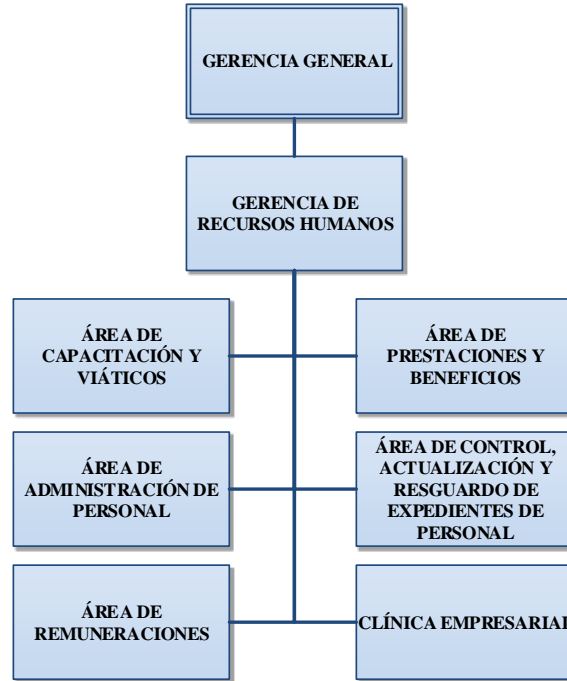 GERENCIA GENERAL
GERENCIA DE
RECURSOS HUMANOS
ÁREA DE
CAPACITACIÓN Y
VIÁTICOS
ÁREA DE
PRESTACIONES Y
BENEFICIOS
ÁREA DE
ADMINISTRACIÓN DE
PERSONAL
ÁREA DE CONTROL,
ACTUALIZACIÓN Y
RESGUARDO DE
EXPEDIENTES DE
PERSONAL
ÁREA DE
REMUNERACIONES
CLÍNICA EMPRESARIAL